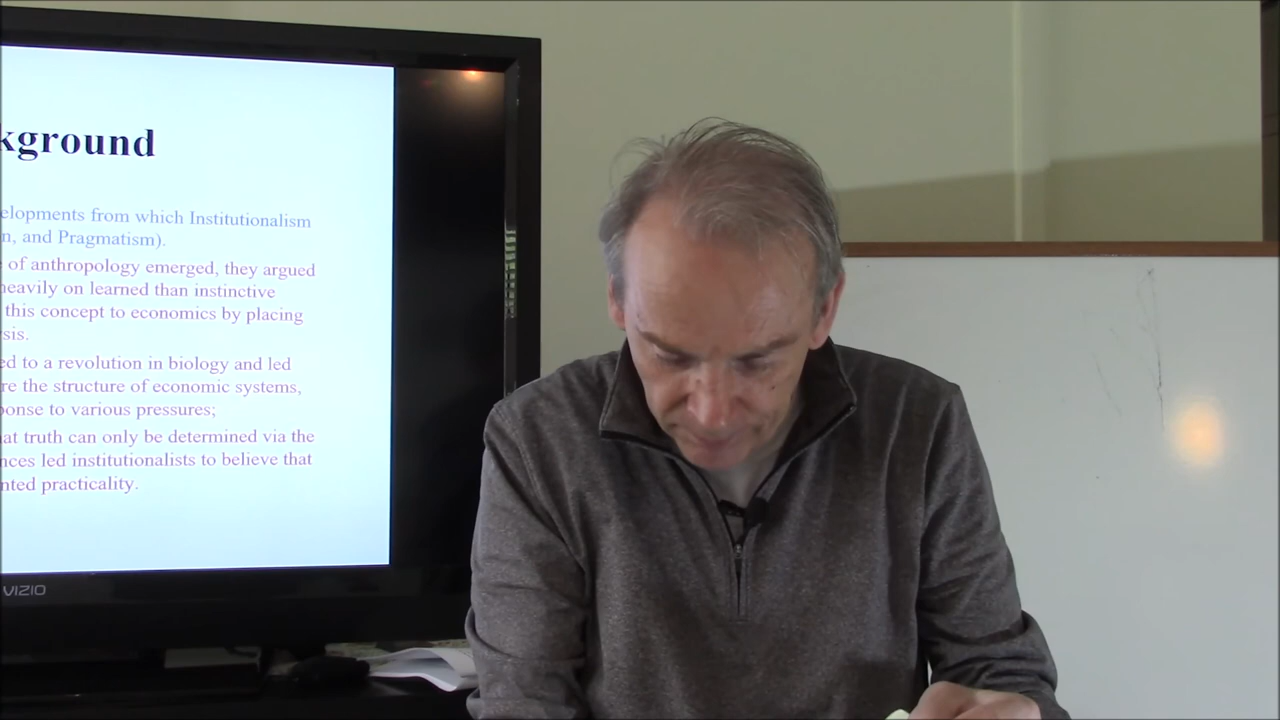 kground
elopments from which Institutionalism
n, and Pragmatism).
of anthropology emerged, they argued
heavily on learned than instinctive
this concept to economics by placing
sis.
ed to a revolution in biology and led
re the structure of economic systems,
ponse to various pressures;
at truth can only be determined via the
nces led institutionalists to believe that
nted practicality.
VIZIO